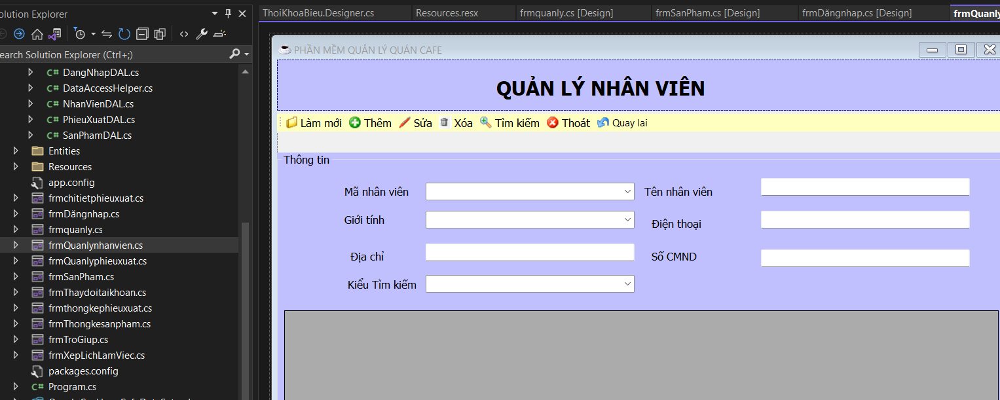 olution Explorer
earch Solution Explorer (Ctrl+;)
C# DangNhapDAL.cs
C# DataAccessHelper.cs
C# NhanVienDAL.cs
C# PhieuXuatDAL.cs
C# SanPhamDAL.cs
Entities
Resources
app.config
frmchitietphieuxuat.cs
frmDăngnhap.cs
frmquanly.cs
frmQuanlynhanvien.cs
frmQuanlyphieuxuat.cs
frmSanPham.cs
frmThaydoitaikhoan.cs
frmthongkephieuxuat.cs
frmThongkesanpham.cs
frmTroGiup.cs
frmXepLichLamViec.cs
packages.config
C# Program.cs
ThoiKhoaBieu.Designer.cs
Resources.resx
frmquanly.cs [Design]
frmSanPham.cs [Design]
frmDăngnhap.cs [Design]
frmQuanly
PHẦN MỀM QUẢN LÝ QUÁN CAFE
QUẢN LÝ NHÂN VIÊN
Làm mới Thêm Sửa Xóa Tìm kiếm Thoát Quay lai
Thông tin
Mã nhân viên
Tên nhân viên
Giới tính
Điện thoại
Địa chỉ
Số CMND
Kiểu Tìm kiếm